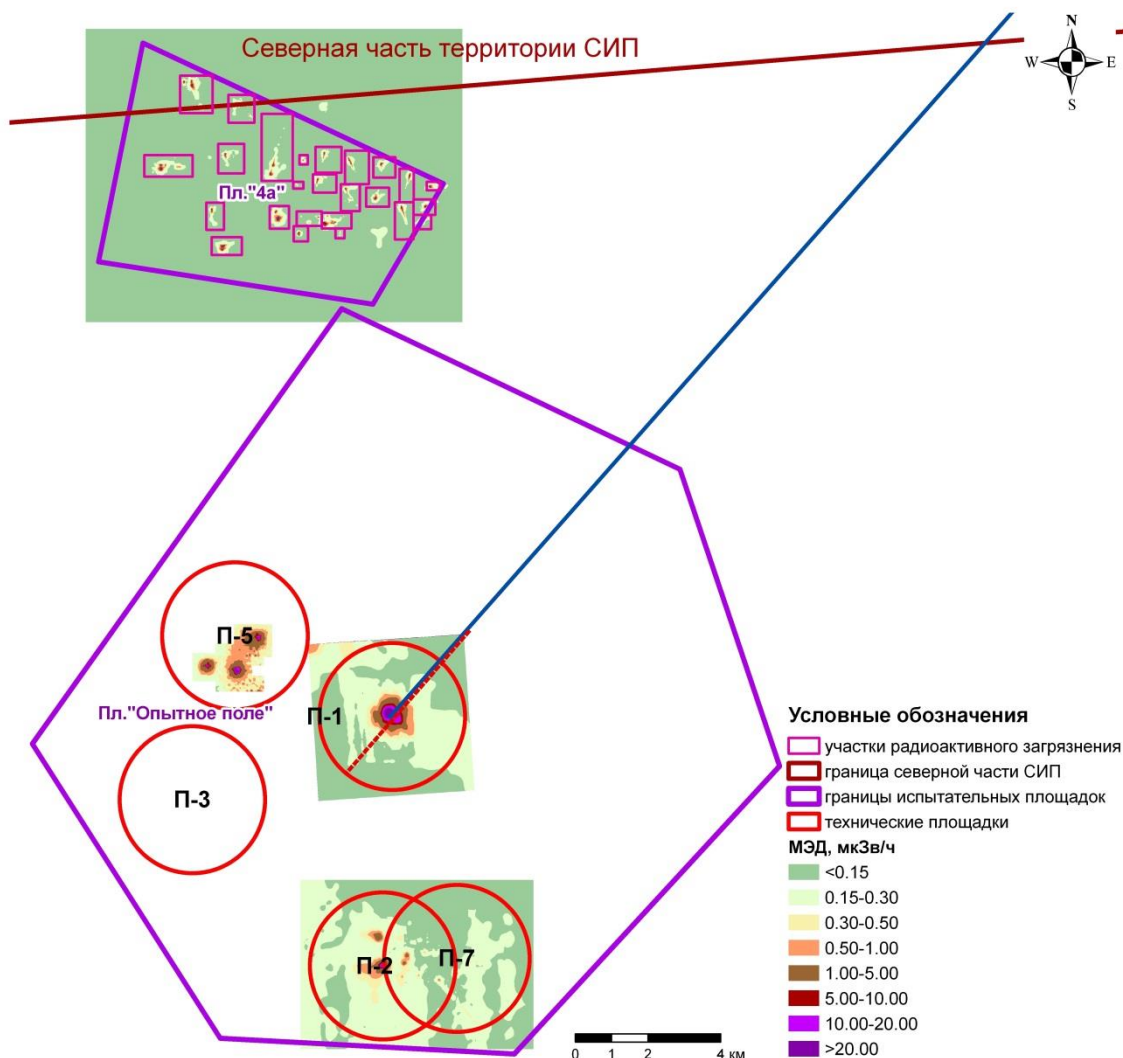 Северная часть территории СИП
N
W E
S
Пл."4а"
П-5
Пл."Опытное поле"
П-1
П-3
П-2
П-7
Условные обозначения
участки радиоактивного загрязнения
граница северной части СИП
границы испытательных площадок
технические площадки
МЭД, мкЗв/ч
<0.15
0.15-0.30
0.30-0.50
0.50-1.00
1.00-5.00
5.00-10.00
10.00-20.00
>20.00
0 1 2 4 км